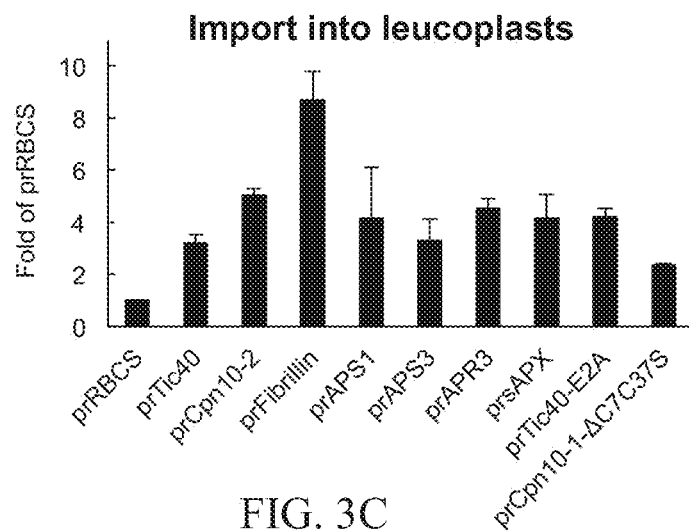 Import into leucoplasts
Fold of prRBCS
10
8
6
4
2
0
prRBCS
prTic40
prCpn10-2
prFibrillin
prAPS1
prAPS3
prAPR3
prsAPX
prTic40-E2A
prCpn10-1-ΔC7C37S
FIG. 3C